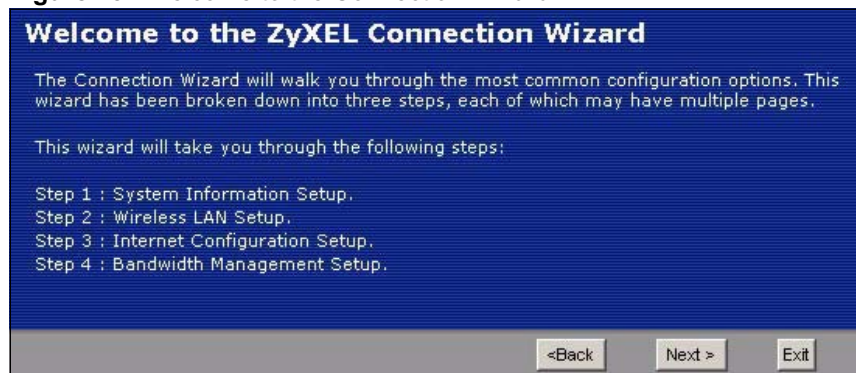 Welcome to the ZyXEL Connection Wizard
The Connection Wizard will walk you through the most common configuration options. This
wizard has been broken down into three steps, each of which may have multiple pages.
This wizard will take you through the following steps:
Step 1 : System Information Setup.
Step 2 : Wireless LAN Setup.
Step 3 : Internet Configuration Setup.
Step 4 : Bandwidth Management Setup.
<Back Next > Exit